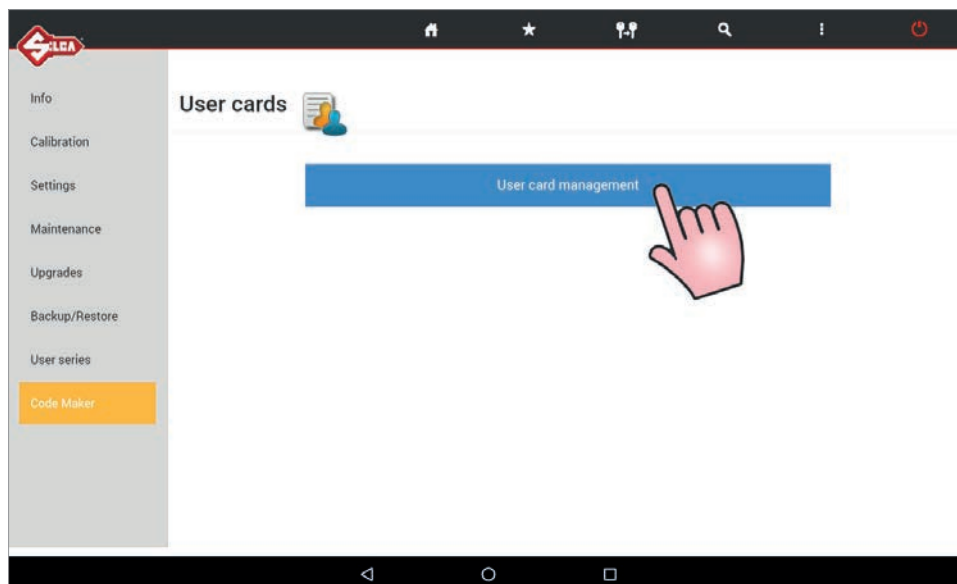 SILCA
Info
User cards
Calibration
User card management
Settings
Maintenance
Upgrades
Backup/Restore
User series
Code Maker